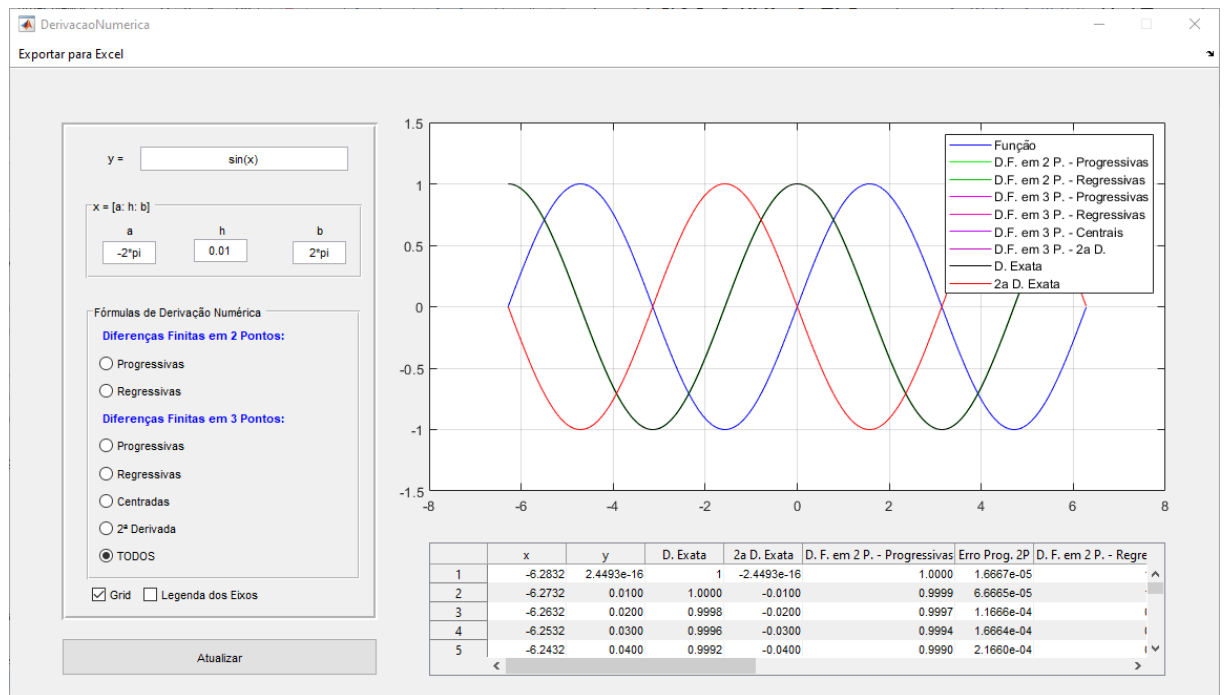 DerivacaoNumerica
Exportar para Excel
y =
sin(x)
x = [a: h: b]
a h b
-2*pi 0.01 2*pi
Fórmulas de Derivação Numérica
Diferenças Finitas em 2 Pontos:
Progressivas
Regressivas
Diferenças Finitas em 3 Pontos:
Progressivas
Regressivas
Centradas
2ª Derivada
TODOS
Grid Legenda dos Eixos
Atualizar
1.5
1
0.5
0
-0.5
-1
-1.5
-8 -6 -4 -2 0 2 4 6 8
Função
D.F. em 2 P. - Progressivas
D.F. em 2 P. - Regressivas
D.F. em 3 P. - Progressivas
D.F. em 3 P. - Regressivas
D.F. em 3 P. - Centrais
D.F. em 3 P. - 2a D.
D. Exata
2a D. Exata
x y D. Exata 2a D. Exata D. F. em 2 P. - Progressivas Erro Prog. 2P D. F. em 2 P. - Regre
1 -6.2832 2.4493e-16 1 -2.4493e-16 1.0000 1.6667e-05
2 -6.2732 0.0100 1.0000 -0.0100 0.9999 6.6665e-05
3 -6.2632 0.0200 0.9998 -0.0200 0.9997 1.1666e-04
4 -6.2532 0.0300 0.9996 -0.0300 0.9994 1.6664e-04
5 -6.2432 0.0400 0.9992 -0.0400 0.9990 2.1660e-04